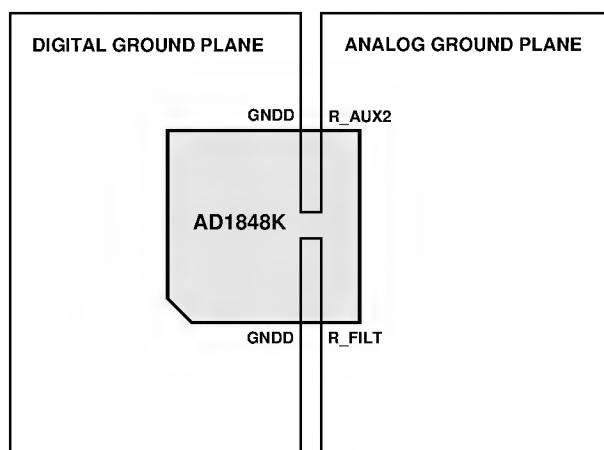 DIGITAL GROUND PLANE
ANALOG GROUND PLANE
GNDD
R_AUX2
AD1848K
GNDD
R_FILT